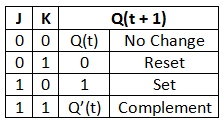 J K Q(t + 1)
0 0 Q(t) No Change
0 1 0 Reset
1 0 1 Set
1 1 Q’(t) Complement